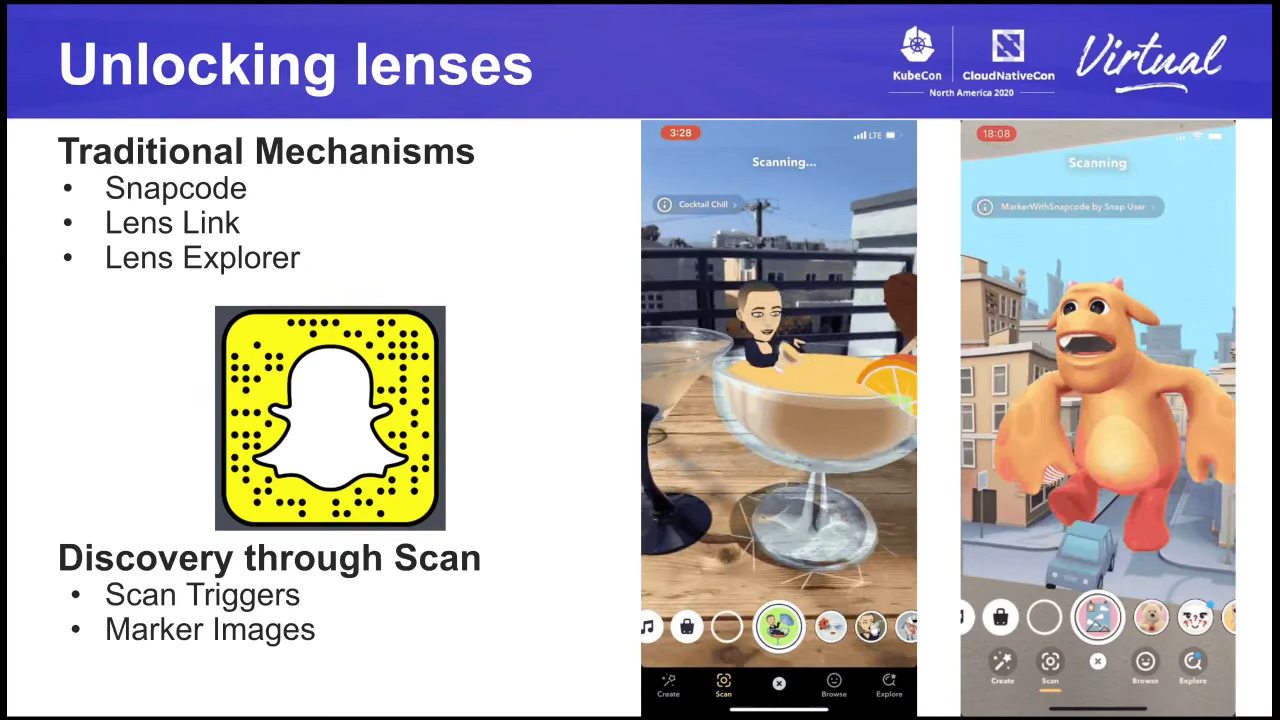 Unlocking lenses
KubeCon
CloudNativeCon
North America 2020
Virtual
Traditional Mechanisms
• Snapcode
• Lens Link
• Lens Explorer
Discovery through Scan
• Scan Triggers
• Marker Images
3:28
LTE
Scanning...
Cocktail Chill
Create
Scan
Browse
Explore
18:08
Scanning
MarkerWithSnapcode by Snap User
Create
Scan
Browse
Explore